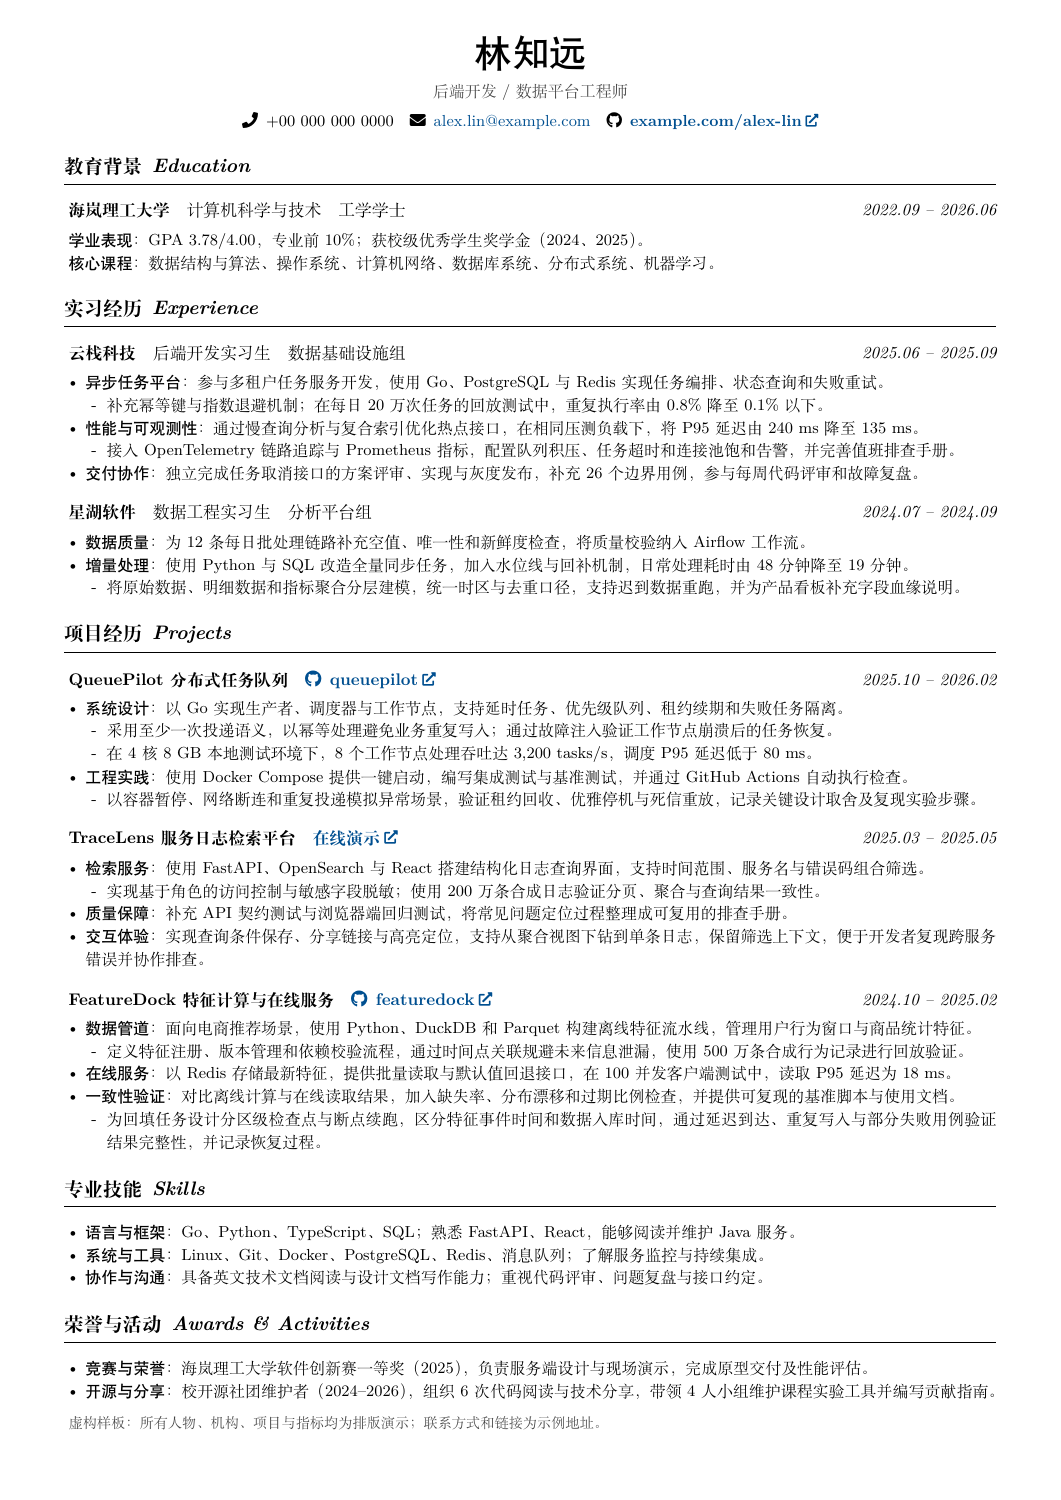 林知远
后端开发 / 数据平台工程师
+00 000 000 0000 alex.lin@example.com example.com/alex-lin
教育背景 Education
海岚理工大学 计算机科学与技术 工学学士 2022.09 – 2026.06
学业表现：GPA 3.78/4.00，专业前 10%；获校级优秀学生奖学金（2024、2025）。
核心课程：数据结构与算法、操作系统、计算机网络、数据库系统、分布式系统、机器学习。
实习经历 Experience
云栈科技 后端开发实习生 数据基础设施组 2025.06 – 2025.09
• 异步任务平台：参与多租户任务服务开发，使用 Go、PostgreSQL 与 Redis 实现任务编排、状态查询和失败重试。
- 补充幂等键与指数退避机制；在每日 20 万次任务的回放测试中，重复执行率由 0.8% 降至 0.1% 以下。
• 性能与可观测性：通过慢查询分析与复合索引优化热点接口，在相同压测负载下，将 P95 延迟由 240 ms 降至 135 ms。
- 接入 OpenTelemetry 链路追踪与 Prometheus 指标，配置队列积压、任务超时和连接池饱和告警，并完善值班排查手册。
• 交付协作：独立完成任务取消接口的方案评审、实现与灰度发布，补充 26 个边界用例，参与每周代码评审和故障复盘。
星湖软件 数据工程实习生 分析平台组 2024.07 – 2024.09
• 数据质量：为 12 条每日批处理链路补充空值、唯一性和新鲜度检查，将质量校验纳入 Airflow 工作流。
• 增量处理：使用 Python 与 SQL 改造全量同步任务，加入水位线与回补机制，日常处理耗时由 48 分钟降至 19 分钟。
- 将原始数据、明细数据和指标聚合分层建模，统一时区与去重口径，支持迟到数据重跑，并为产品看板补充字段血缘说明。
项目经历 Projects
QueuePilot 分布式任务队列 queuepilot 2025.10 – 2026.02
• 系统设计：以 Go 实现生产者、调度器与工作节点，支持延时任务、优先级队列、租约续期和失败任务隔离。
- 采用至少一次投递语义，以幂等处理避免业务重复写入；通过故障注入验证工作节点崩溃后的任务恢复。
- 在 4 核 8 GB 本地测试环境下，8 个工作节点处理吞吐达 3,200 tasks/s，调度 P95 延迟低于 80 ms。
• 工程实践：使用 Docker Compose 提供一键启动，编写集成测试与基准测试，并通过 GitHub Actions 自动执行检查。
- 以容器暂停、网络断连和重复投递模拟异常场景，验证租约回收、优雅停机与死信重放，记录关键设计取舍及复现实验步骤。
TraceLens 服务日志检索平台 在线演示 2025.03 – 2025.05
• 检索服务：使用 FastAPI、OpenSearch 与 React 搭建结构化日志查询界面，支持时间范围、服务名与错误码组合筛选。
- 实现基于角色的访问控制与敏感字段脱敏；使用 200 万条合成日志验证分页、聚合与查询结果一致性。
• 质量保障：补充 API 契约测试与浏览器端回归测试，将常见问题定位过程整理成可复用的排查手册。
• 交互体验：实现查询条件保存、分享链接与高亮定位，支持从聚合视图下钻到单条日志，保留筛选上下文，便于开发者复现跨服务
错误并协作排查。
FeatureDock 特征计算与在线服务 featuredock 2024.10 – 2025.02
• 数据管道：面向电商推荐场景，使用 Python、DuckDB 和 Parquet 构建离线特征流水线，管理用户行为窗口与商品统计特征。
- 定义特征注册、版本管理和依赖校验流程，通过时间点关联规避未来信息泄漏，使用 500 万条合成行为记录进行回放验证。
• 在线服务：以 Redis 存储最新特征，提供批量读取与默认值回退接口，在 100 并发客户端测试中，读取 P95 延迟为 18 ms。
• 一致性验证：对比离线计算与在线读取结果，加入缺失率、分布漂移和过期比例检查，并提供可复现的基准脚本与使用文档。
- 为回填任务设计分区级检查点与断点续跑，区分特征事件时间和数据入库时间，通过延迟到达、重复写入与部分失败用例验证
结果完整性，并记录恢复过程。
专业技能 Skills
• 语言与框架：Go、Python、TypeScript、SQL；熟悉 FastAPI、React，能够阅读并维护 Java 服务。
• 系统与工具：Linux、Git、Docker、PostgreSQL、Redis、消息队列；了解服务监控与持续集成。
• 协作与沟通：具备英文技术文档阅读与设计文档写作能力；重视代码评审、问题复盘与接口约定。
荣誉与活动 Awards & Activities
• 竞赛与荣誉：海岚理工大学软件创新赛一等奖（2025），负责服务端设计与现场演示，完成原型交付及性能评估。
• 开源与分享：校开源社团维护者（2024–2026），组织 6 次代码阅读与技术分享，带领 4 人小组维护课程实验工具并编写贡献指南。
虚构样板：所有人物、机构、项目与指标均为排版演示；联系方式和链接为示例地址。